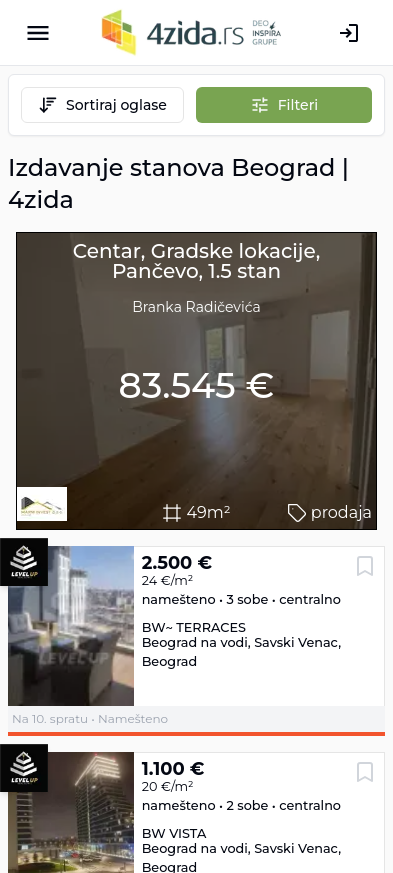 4zida.rs
DEO
INSPIRA
GRUPE
Sortiraj oglase
Filteri
Izdavanje stanova Beograd |
4zida
Centar, Gradske lokacije,
Pančevo, 1.5 stan
Branka Radičevića
83.545 €
49m²
prodaja
LEVEL UP
2.500 €
24 €/m²
namešteno • 3 sobe • centralno
BW~ TERRACES
Beograd na vodi, Savski Venac,
Beograd
LEVEL UP
Na 10. spratu • Namešteno
LEVEL UP
1.100 €
20 €/m²
namešteno • 2 sobe • centralno
BW VISTA
Beograd na vodi, Savski Venac,
Beograd